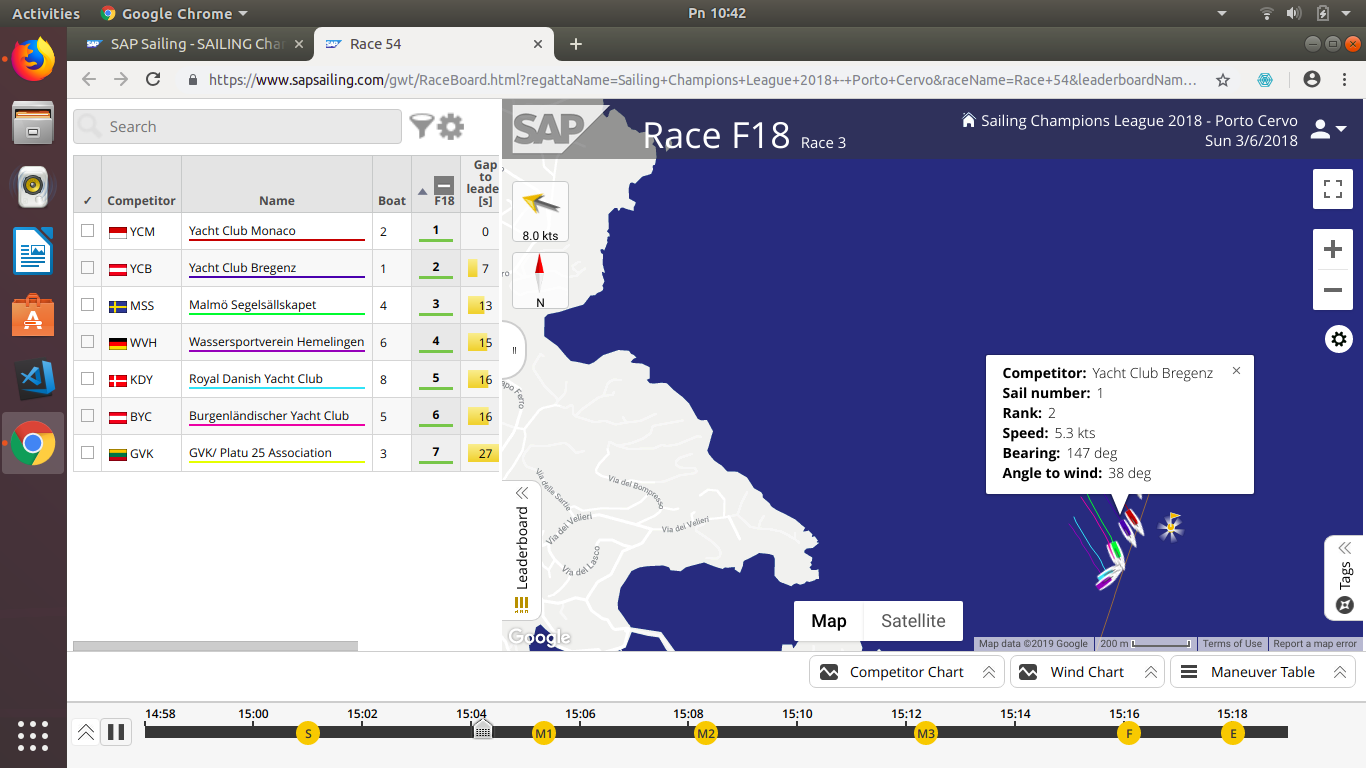 Activities
Google Chrome
Pn 10:42
SAP Sailing - SAILING Cha
Race 54
https://www.sapsailing.com/gwt/RaceBoard.html?regattaName=Sailing+Champions+League+2018+-+Porto+Cervo&raceName=Race+54&leaderboardNam...
Search
✓ Competitor Name Boat F18 Gap to leade [s]
YCM Yacht Club Monaco 2 1 0
YCB Yacht Club Bregenz 1 2 7
MSS Malmö Segelsällskapet 4 3 13
WVH Wassersportverein Hemelingen 6 4 15
KDY Royal Danish Yacht Club 8 5 16
BYC Burgenländischer Yacht Club 5 6 16
GVK GVK/ Platu 25 Association 3 7 27
SAP
Race F18 Race 3
Sailing Champions League 2018 - Porto Cervo
Sun 3/6/2018
8.0 kts
N
Competitor: Yacht Club Bregenz
Sail number: 1
Rank: 2
Speed: 5.3 kts
Bearing: 147 deg
Angle to wind: 38 deg
Via delle Sartie
Via del Bompresso
Via dei Velieri
Via dei Velieri
Via del Lasco
Leaderboard
Tags
Map
Satellite
Google
Map data ©2019 Google
200 m
Terms of Use
Report a map error
Competitor Chart
Wind Chart
Maneuver Table
14:58 15:00 15:02 15:04 15:06 15:08 15:10 15:12 15:14 15:16 15:18
S M1 M2 M3 F E